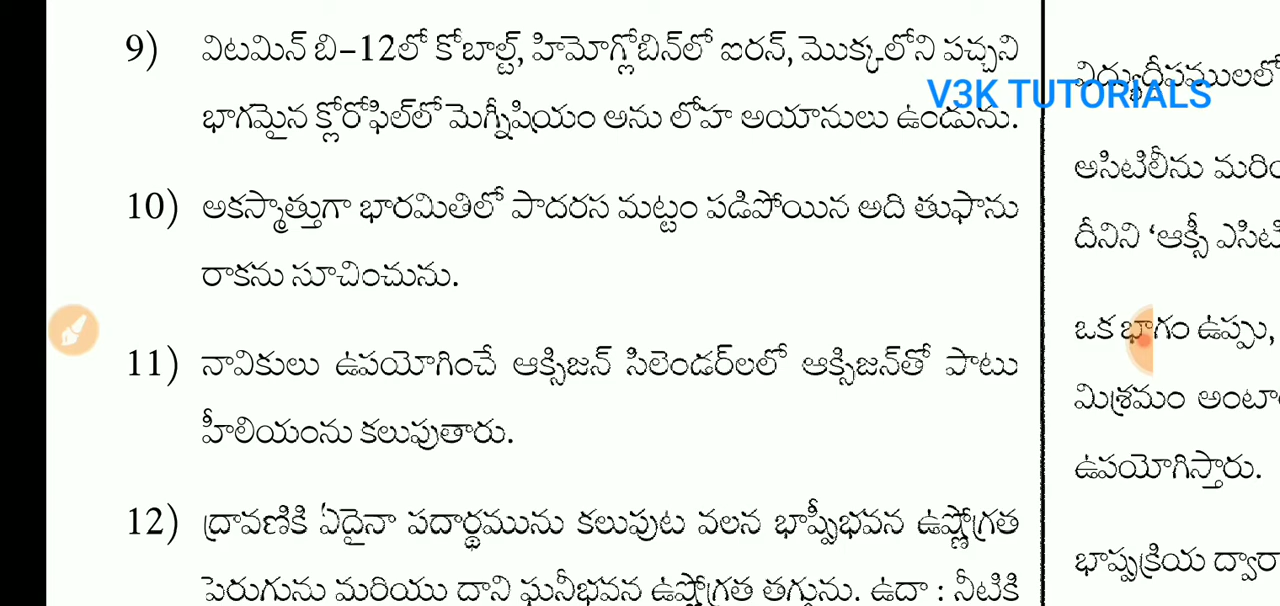 9) విటమిన్ బి-12లో కోబాల్ట్, హిమోగ్లోబిన్‌లో ఐరన్, మొక్కలోని పచ్చని
భాగమైన క్లోరోఫిల్‌లో మెగ్నీషియం అను లోహ అయానులు ఉండును.
10) అకస్మాత్తుగా భారమితిలో పాదరస మట్టం పడిపోయిన అది తుఫాను
రాకను సూచించును.
11) నావికులు ఉపయోగించే ఆక్సిజన్ సిలెండర్‌లలో ఆక్సిజన్‌తో పాటు
హీలియంను కలుపుతారు.
12) ద్రావణికి ఏదైనా పదార్థమును కలుపుట వలన భాష్పీభవన ఉష్ణోగ్రత
పెరుగును మరియు దాని ఘనీభవన ఉష్ణోగ్రత తగ్గును. ఉదా : నీటికి
V3K TUTORIALS
విద్యుద్దీపములలో
అసిటిలీను
దీనిని 'ఆక్సీ
ఒక భాగం ఉప్పు,
మిశ్రమం
ఉపయోగిస్తారు.
భాష్పక్రియ ద్వారా